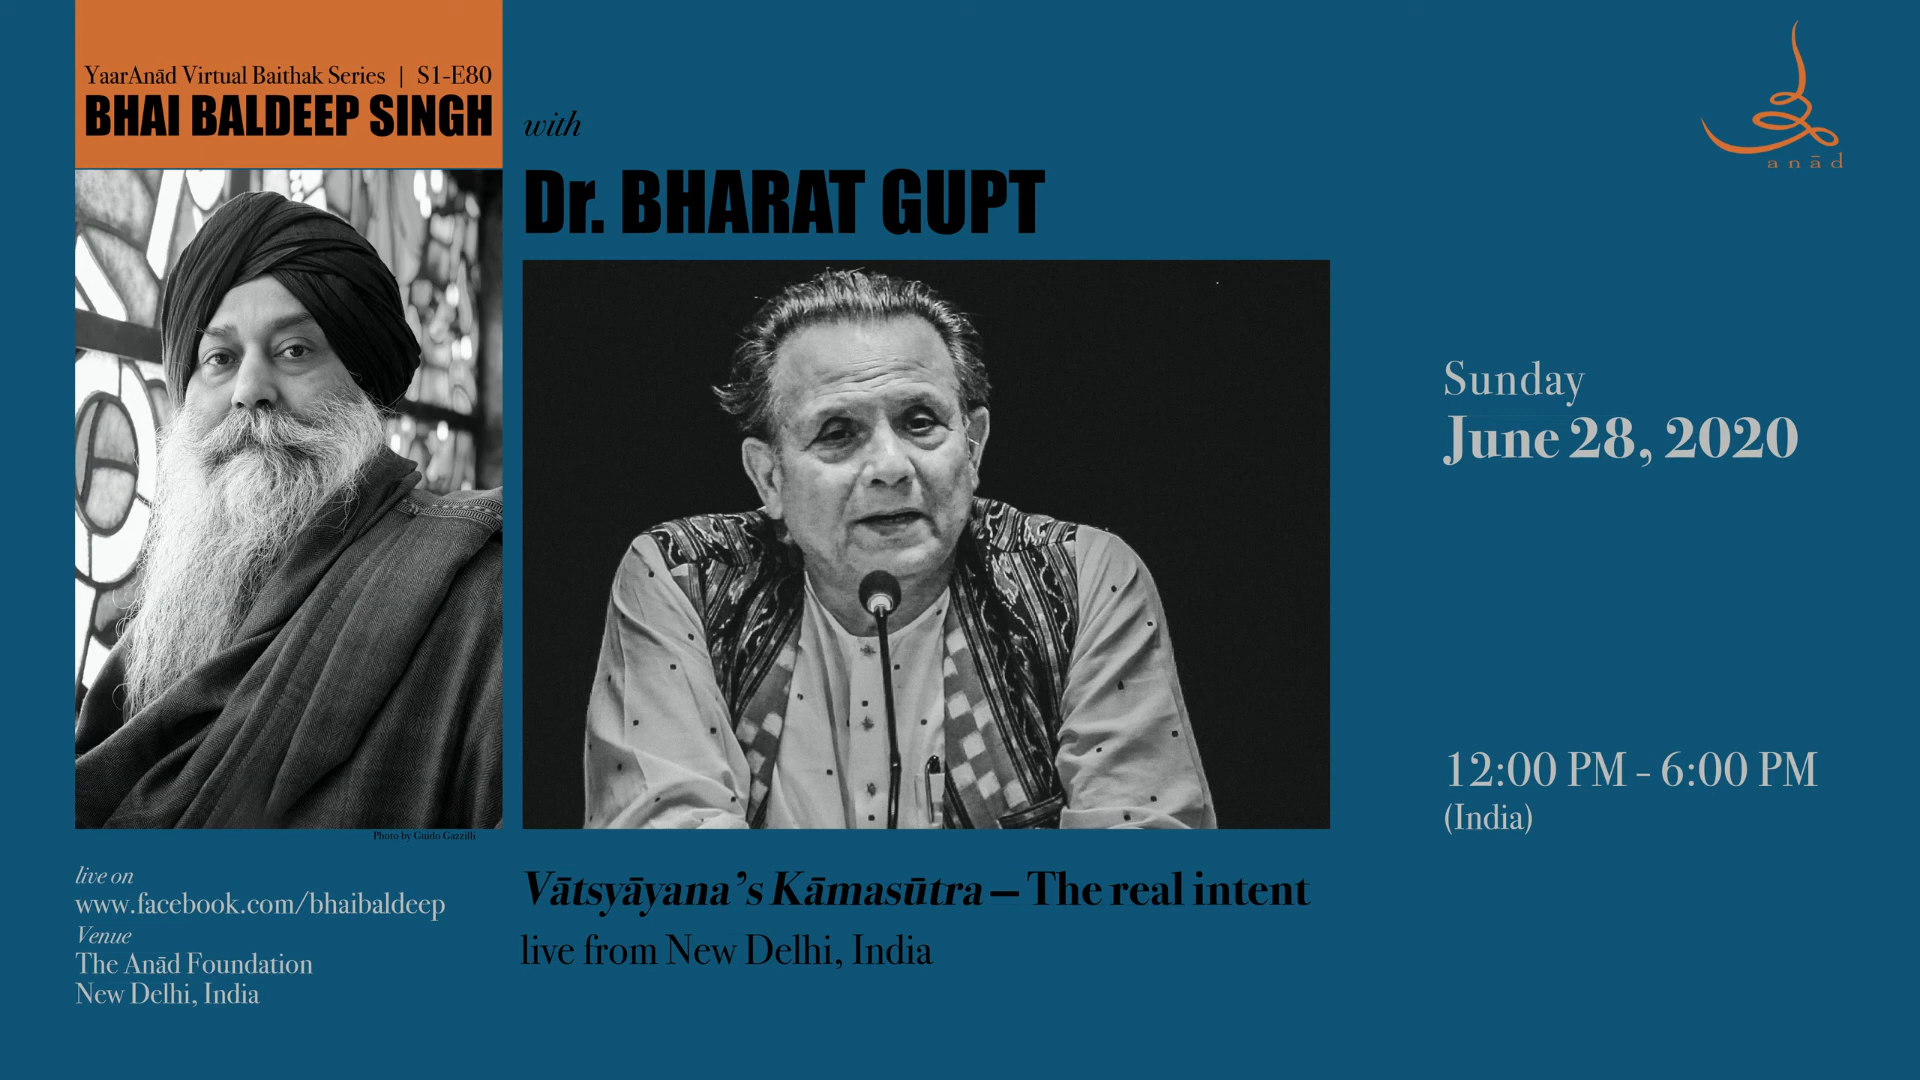 YaarAnād Virtual Baithak Series | S1-E80
BHAI BALDEEP SINGH
with
Dr. BHARAT GUPT
anād
Sunday
June 28, 2020
12:00 PM - 6:00 PM
(India)
Photo by Guido Gazzilli
live on
www.facebook.com/bhaibaldeep
Venue
The Anād Foundation
New Delhi, India
Vātsyāyana’s Kāmasūtra – The real intent
live from New Delhi, India